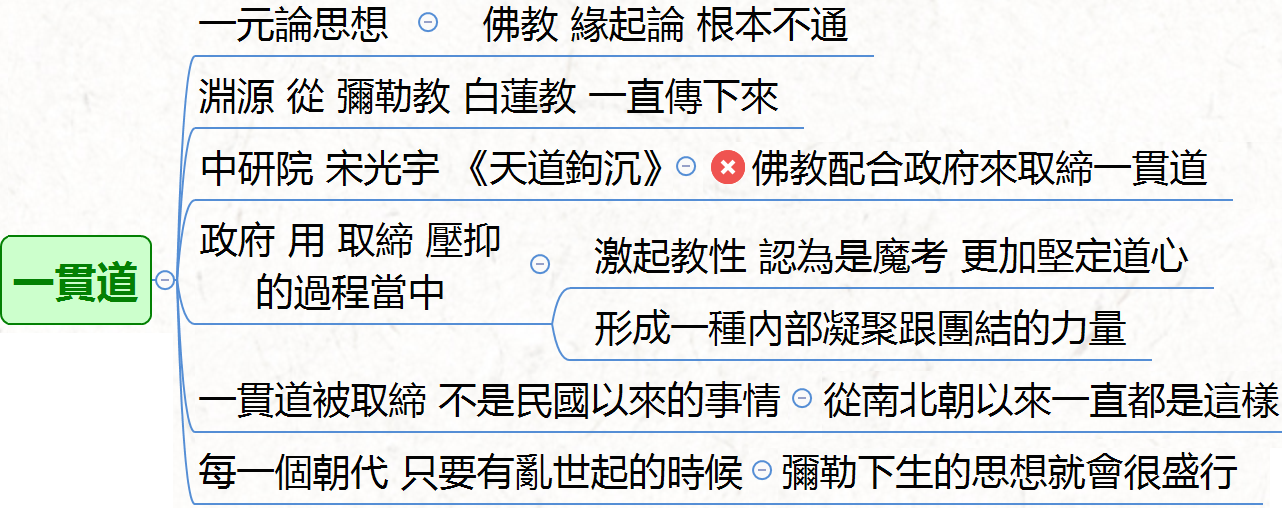 一元論思想 佛教 緣起論 根本不通
淵源 從 彌勒教 白蓮教 一直傳下來
中研院 宋光宇 《天道鉤沉》 佛教配合政府來取締一貫道
政府 用 取締 壓抑
的過程當中
激起教性 認為是魔考 更加堅定道心
形成一種內部凝聚跟團結的力量
一貫道
一貫道被取締 不是民國以來的事情 從南北朝以來一直都是這樣
每一個朝代 只要有亂世起的時候 彌勒下生的思想就會很盛行